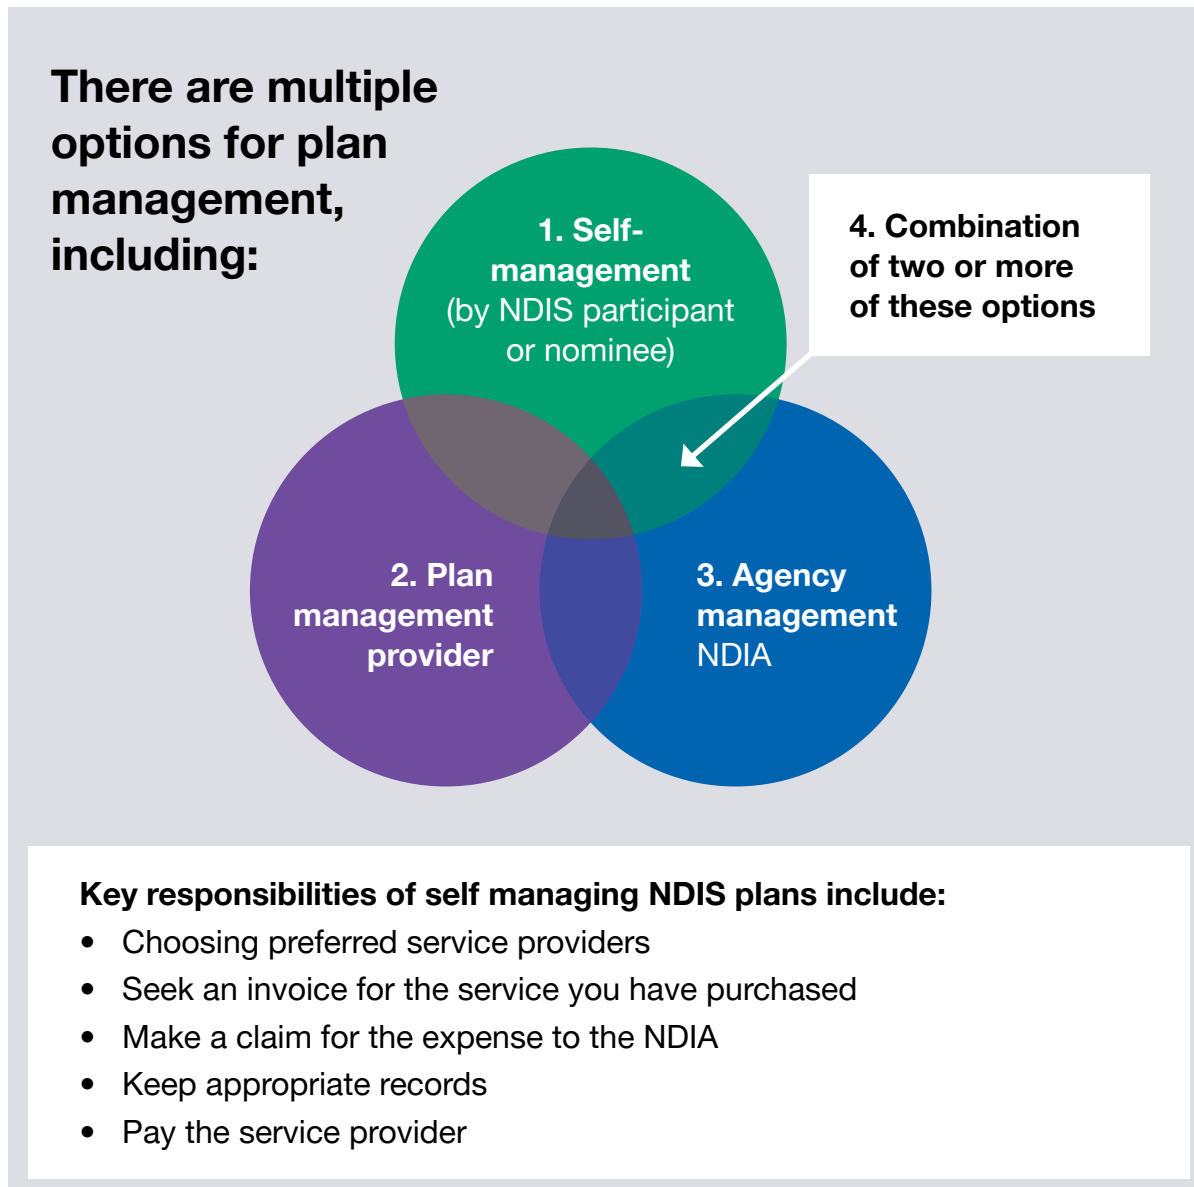 There are multiple
options for plan
management,
including:
1. Self-
management
(by NDIS participant
or nominee)
4. Combination
of two or more
of these options
2. Plan
management
provider
3. Agency
management
NDIA
Key responsibilities of self managing NDIS plans include:
• Choosing preferred service providers
• Seek an invoice for the service you have purchased
• Make a claim for the expense to the NDIA
• Keep appropriate records
• Pay the service provider